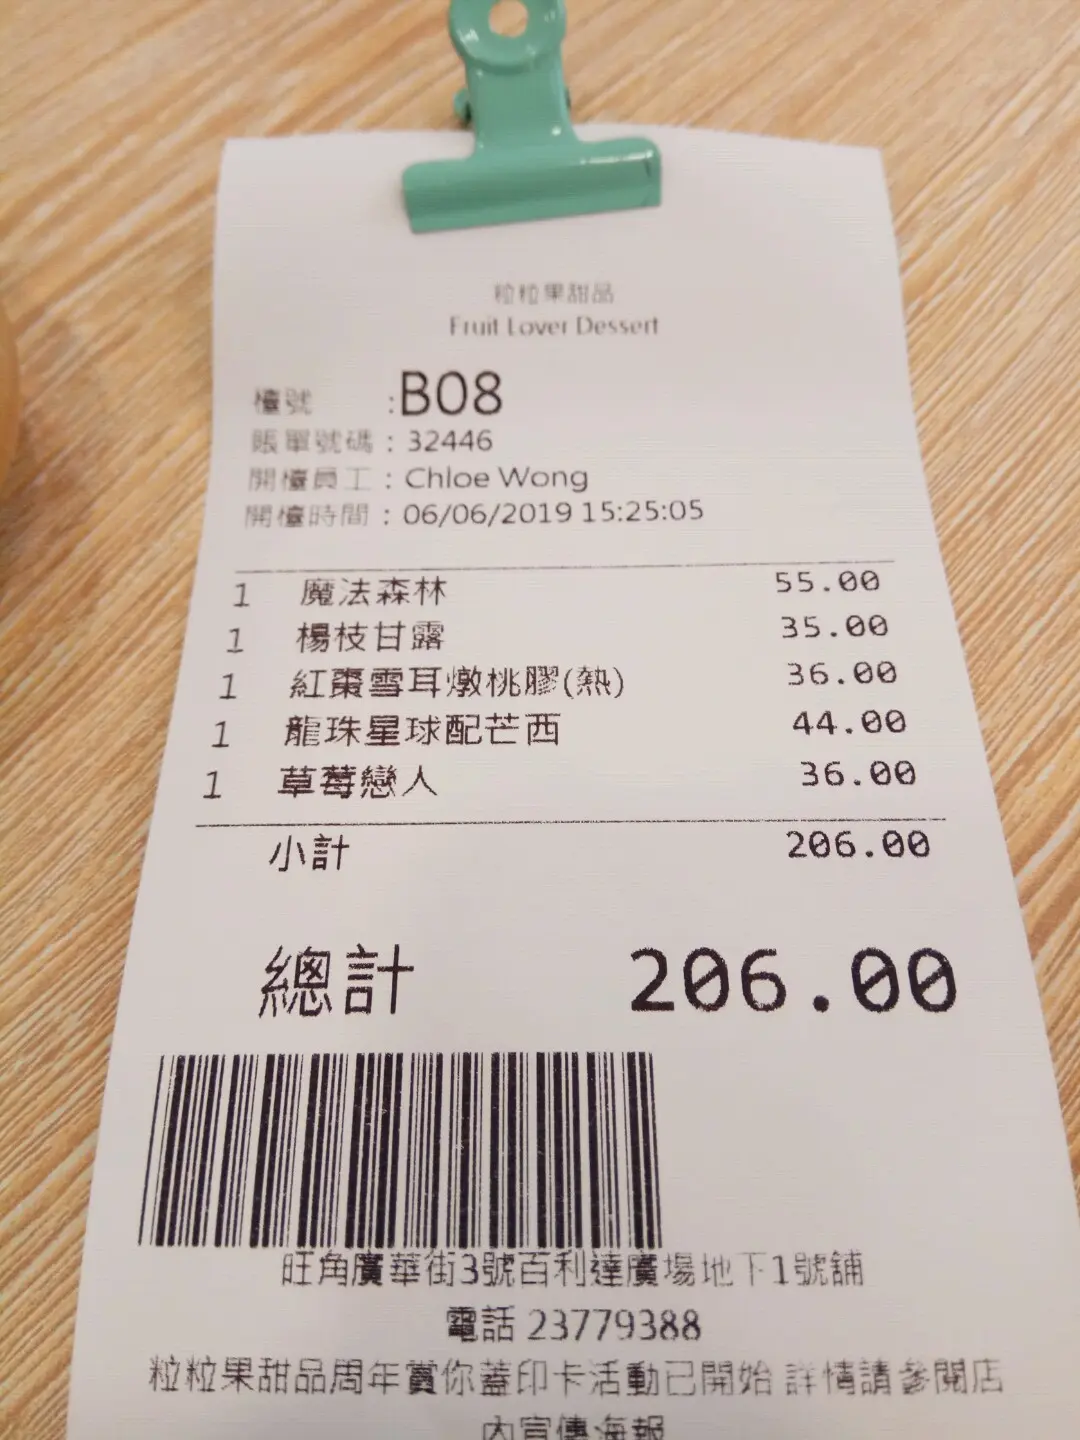 粒粒果甜品
Fruit Lover Dessert
檯號 :B08
賬單號碼 : 32446
開檯員工 : Chloe Wong
開檯時間 : 06/06/2019 15:25:05
1 魔法森林 55.00
1 楊枝甘露 35.00
1 紅棗雪耳燉桃膠(熱) 36.00
1 龍珠星球配芒西 44.00
1 草莓戀人 36.00
小計 206.00
總計 206.00
旺角廣華街3號百利達廣場地下1號舖
電話 23779388
粒粒果甜品周年賞你蓋印卡活動已開始 詳情請參閱店
內宣傳海報